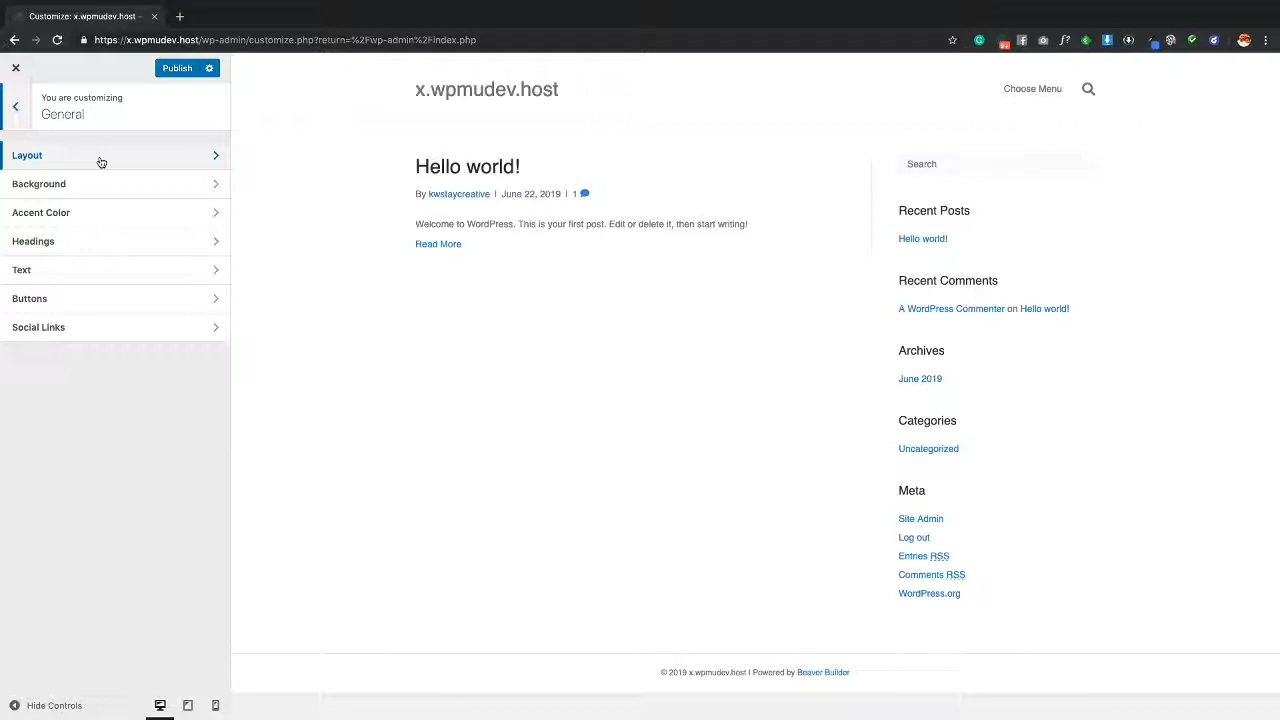 Customize: x.wpmudev.host -
https://x.wpmudev.host/wp-admin/customize.php?return=%2Fwp-admin%2Findex.php
Publish
You are customizing
General
Layout
Background
Accent Color
Headings
Text
Buttons
Social Links
Hide Controls
x.wpmudev.host
Choose Menu
Hello world!
By kwstaycreative | June 22, 2019 | 1
Welcome to WordPress. This is your first post. Edit or delete it, then start writing!
Read More
Search
Recent Posts
Hello world!
Recent Comments
A WordPress Commenter on Hello world!
Archives
June 2019
Categories
Uncategorized
Meta
Site Admin
Log out
Entries RSS
Comments RSS
WordPress.org
© 2019 x.wpmudev.host | Powered by Beaver Builder